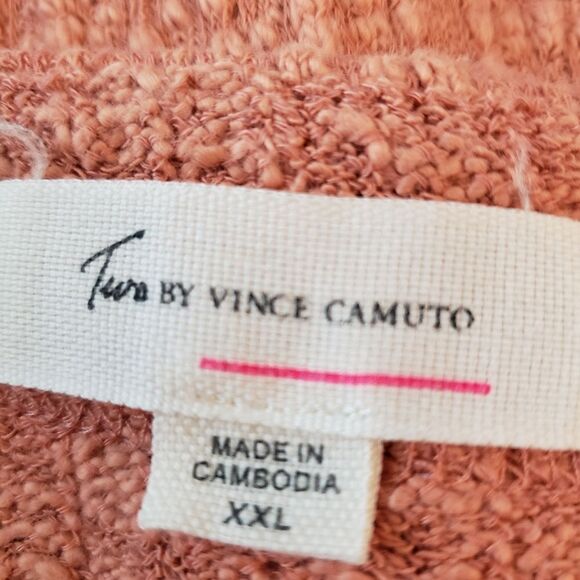 Two BY VINCE CAMUTO
MADE IN
CAMBODIA
XXL